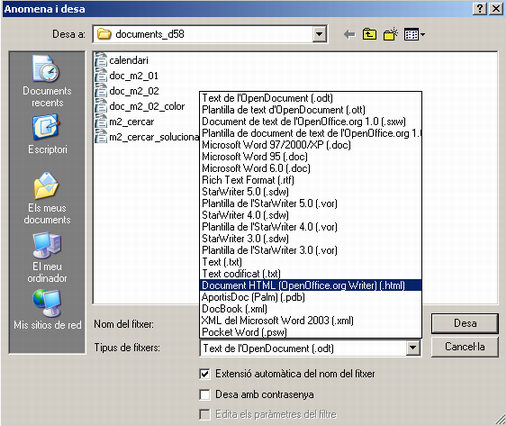 Anomena i desa
Desa a:
documents_d58
Documents
recents
Escriptori
Els meus
documents
El meu
ordinador
Mis sitios de red
calendari
doc_m2_01
doc_m2_02
doc_m2_02_color
m2_cercar
m2_cercar_soluciona
Text de l'OpenDocument (.odt)
Plantilla de text d'OpenDocument (.ott)
Document de text de l'OpenOffice.org 1.0 (.sxw)
Plantilla de document de text de l'OpenOffice.org 1.0 (
Microsoft Word 97/2000/XP (.doc)
Microsoft Word 95 (.doc)
Microsoft Word 6.0 (.doc)
Rich Text Format (.rtf)
StarWriter 5.0 (.sdw)
Plantilla de l'StarWriter 5.0 (.vor)
StarWriter 4.0 (.sdw)
Plantilla de l'StarWriter 4.0 (.vor)
StarWriter 3.0 (.sdw)
Plantilla de l'StarWriter 3.0 (.vor)
Text (.txt)
Text codificat (.txt)
Document HTML (OpenOffice.org Writer) (.html)
AportisDoc (Palm) (.pdb)
DocBook (.xml)
XML del Microsoft Word 2003 (.xml)
Pocket Word (.psw)
Nom del fitxer:
Desa
Tipus de fitxers:
Text de l'OpenDocument (.odt)
Cancel·la
Extensió automàtica del nom del fitxer
Desa amb contrasenya
Edita els paràmetres del filtre